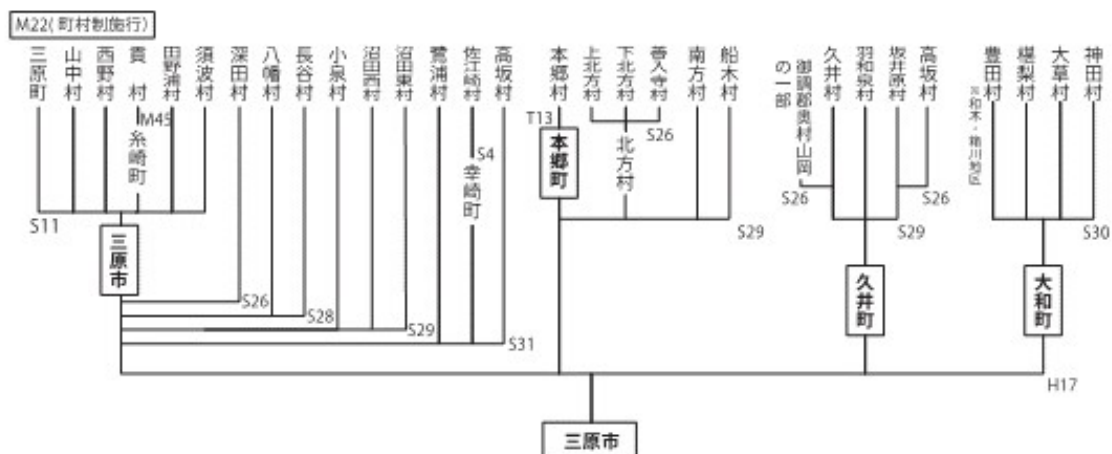 M22(町村制施行)
三原町
山中村
西野村
貫 村
田野浦村
須波村
深田村
八幡村
長谷村
小泉村
沼田西村
沼田東村
鷺浦村
佐江崎村
高坂村
本郷村
上北方村
下北方村
善入寺村
南方村
船木村
御調郡奥村山岡
の一部
久井村
羽和泉村
坂井原村
高坂村
豊田村
※和木・箱川地区
椹梨村
大草村
神田村
M45
糸崎町
S4
幸崎町
T13
本郷町
S26
北方村
S26
S26
S11
三原市
S29
S29
S30
S26
S28
S29
S31
久井町
大和町
H17
三原市